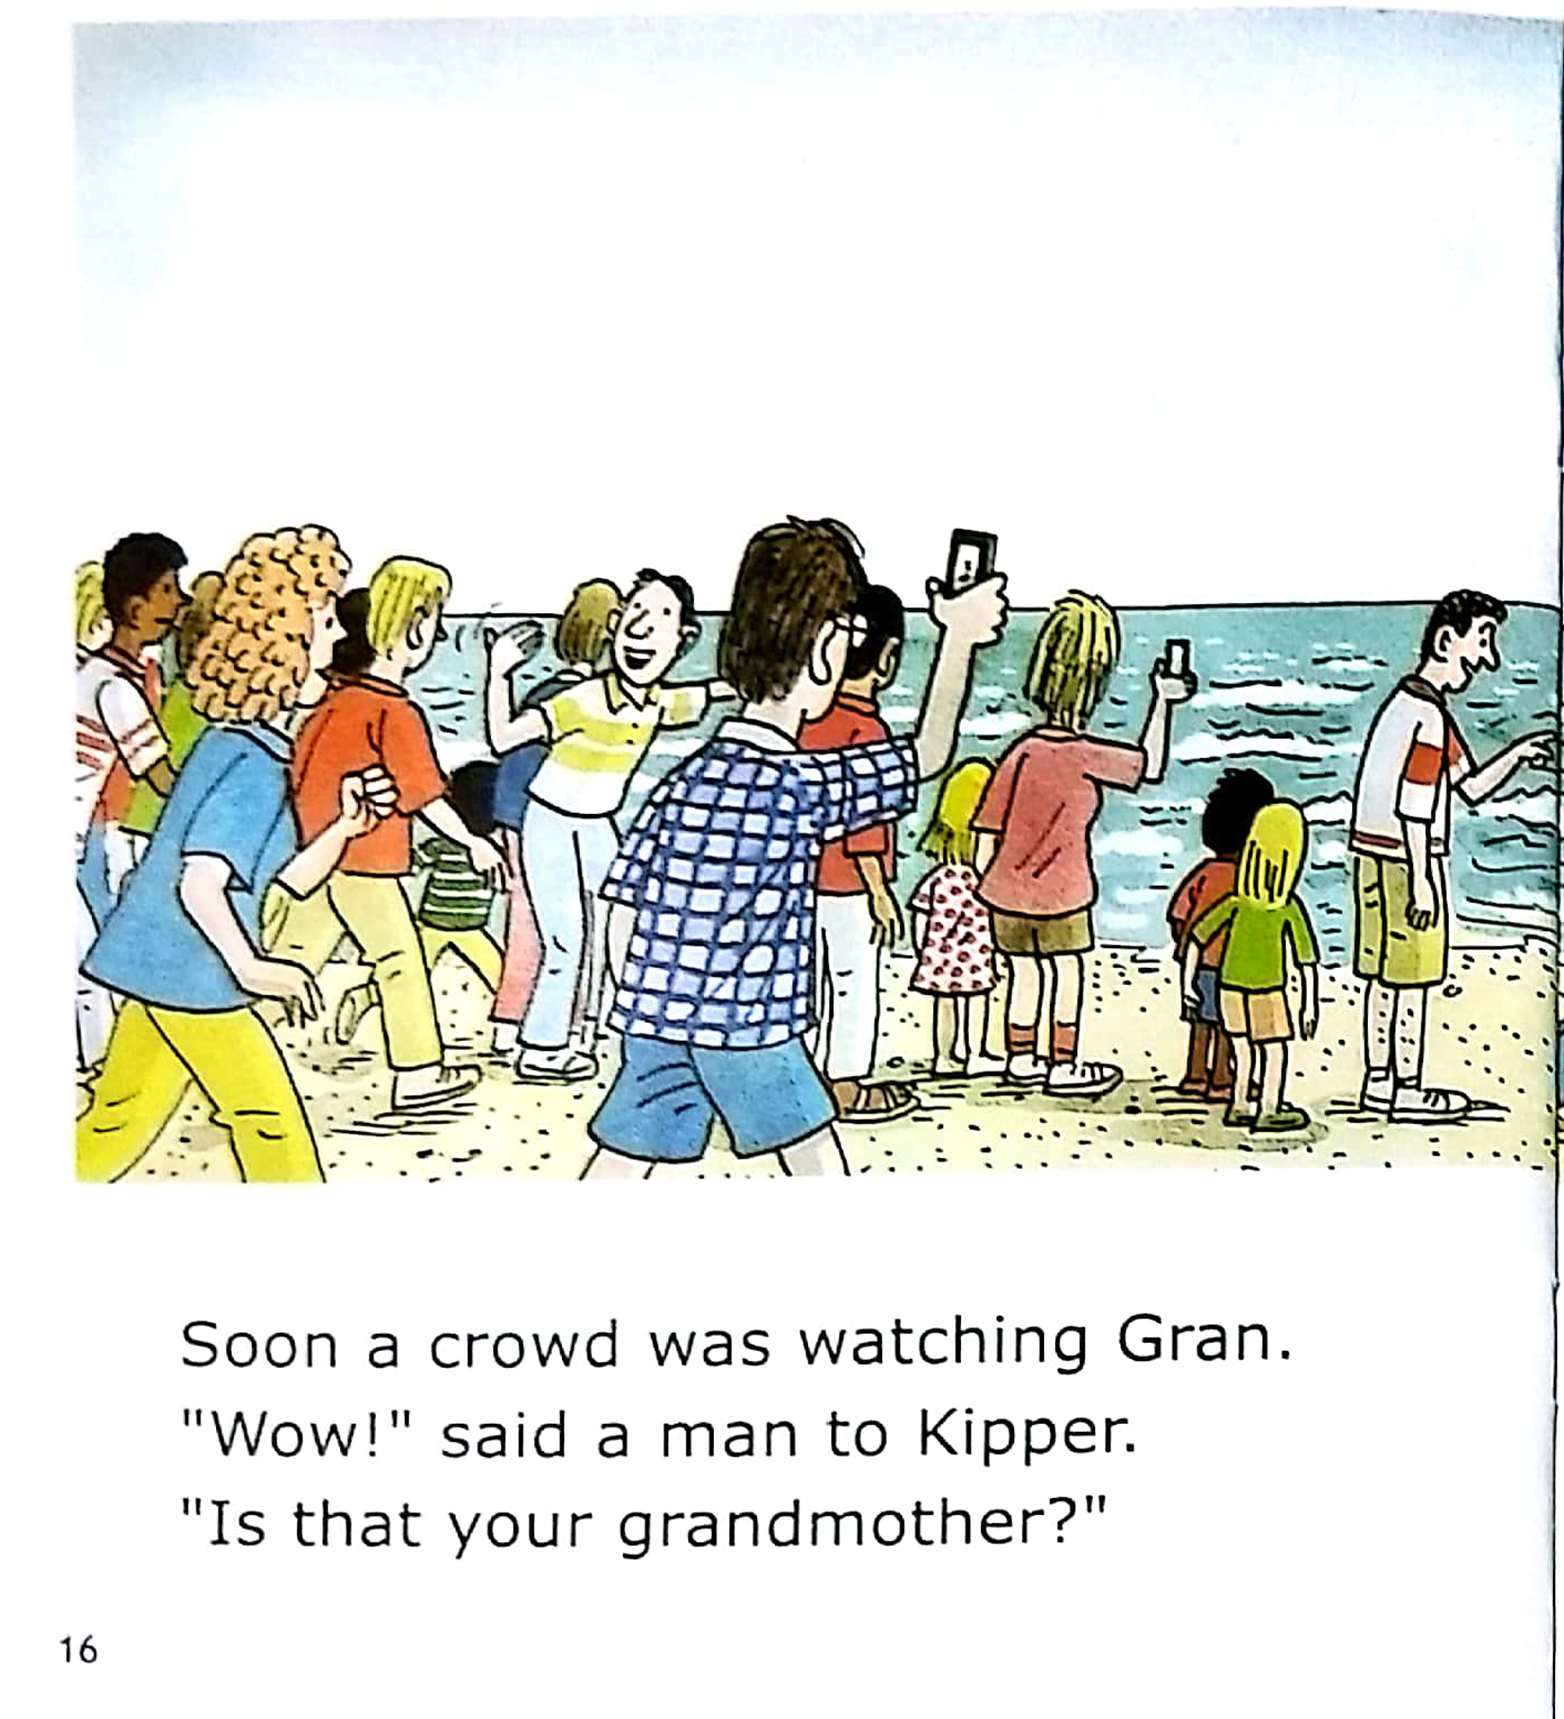 Soon a crowd was watching Gran.
"Wow!" said a man to Kipper.
"Is that your grandmother?"
16